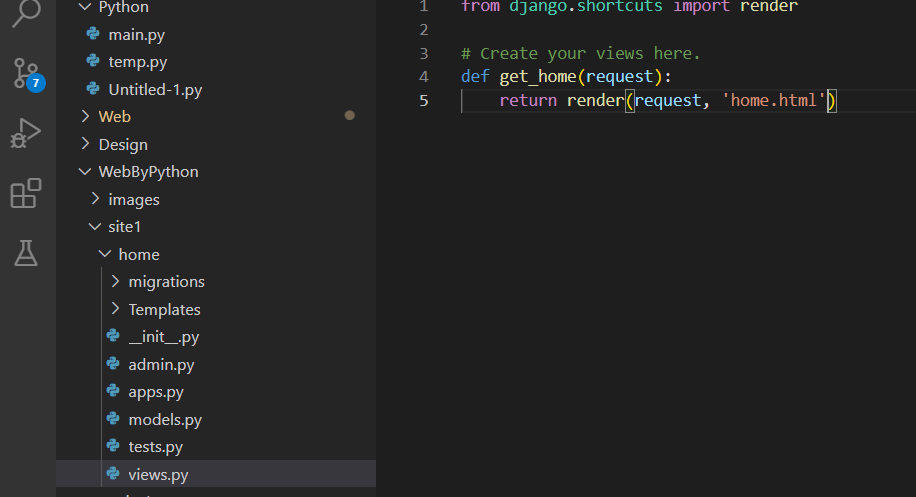 Python
main.py
temp.py
Untitled-1.py
Web
Design
WebByPython
images
site1
home
migrations
Templates
__init__.py
admin.py
apps.py
models.py
tests.py
views.py
7
1 from django.shortcuts import render
2
3 # Create your views here.
4 def get_home(request):
5 return render(request, 'home.html')